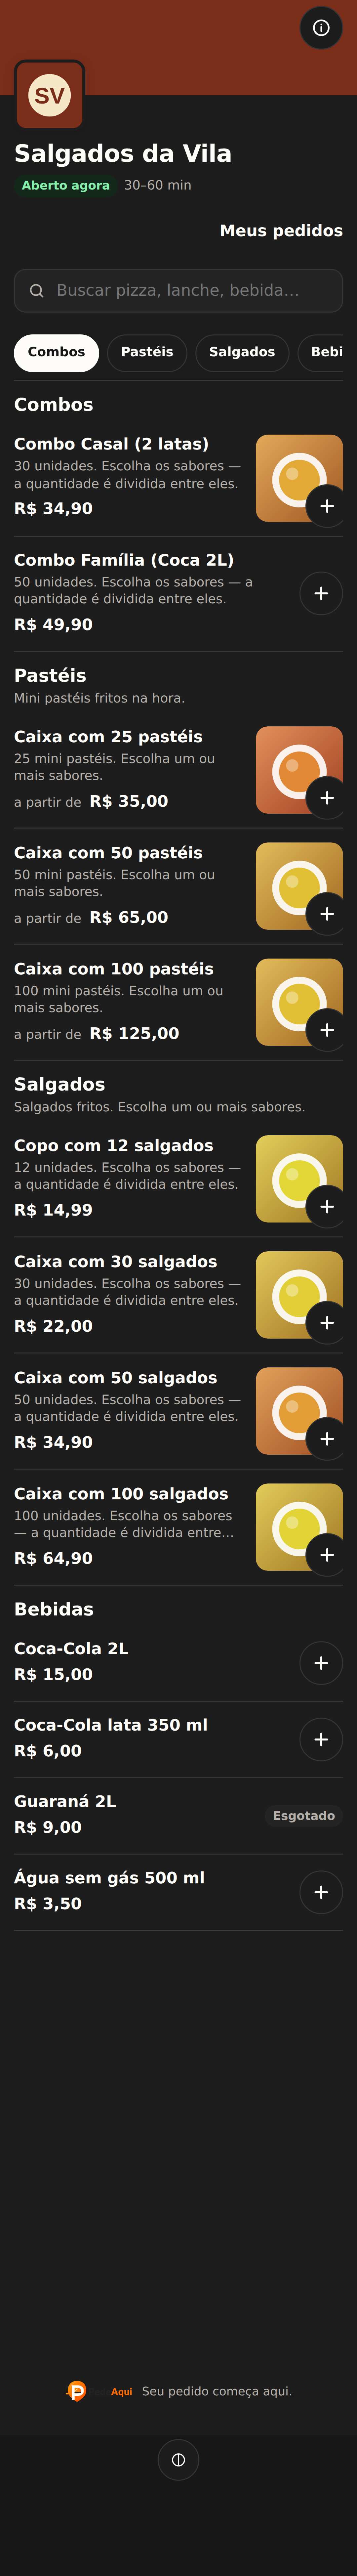 SV
Salgados da Vila
Aberto agora 30–60 min
Meus pedidos
Buscar pizza, lanche, bebida...
Combos Pastéis Salgados Bebi
Combos
Combo Casal (2 latas)
30 unidades. Escolha os sabores —
a quantidade é dividida entre eles.
R$ 34,90
Combo Família (Coca 2L)
50 unidades. Escolha os sabores — a
quantidade é dividida entre eles.
R$ 49,90
Pastéis
Mini pastéis fritos na hora.
Caixa com 25 pastéis
25 mini pastéis. Escolha um ou
mais sabores.
a partir de R$ 35,00
Caixa com 50 pastéis
50 mini pastéis. Escolha um ou
mais sabores.
a partir de R$ 65,00
Caixa com 100 pastéis
100 mini pastéis. Escolha um ou
mais sabores.
a partir de R$ 125,00
Salgados
Salgados fritos. Escolha um ou mais sabores.
Copo com 12 salgados
12 unidades. Escolha os sabores —
a quantidade é dividida entre eles.
R$ 14,99
Caixa com 30 salgados
30 unidades. Escolha os sabores —
a quantidade é dividida entre eles.
R$ 22,00
Caixa com 50 salgados
50 unidades. Escolha os sabores —
a quantidade é dividida entre eles.
R$ 34,90
Caixa com 100 salgados
100 unidades. Escolha os sabores
— a quantidade é dividida entre...
R$ 64,90
Bebidas
Coca-Cola 2L
R$ 15,00
Coca-Cola lata 350 ml
R$ 6,00
Guaraná 2L
R$ 9,00
Esgotado
Água sem gás 500 ml
R$ 3,50
P Aqui Seu pedido começa aqui.